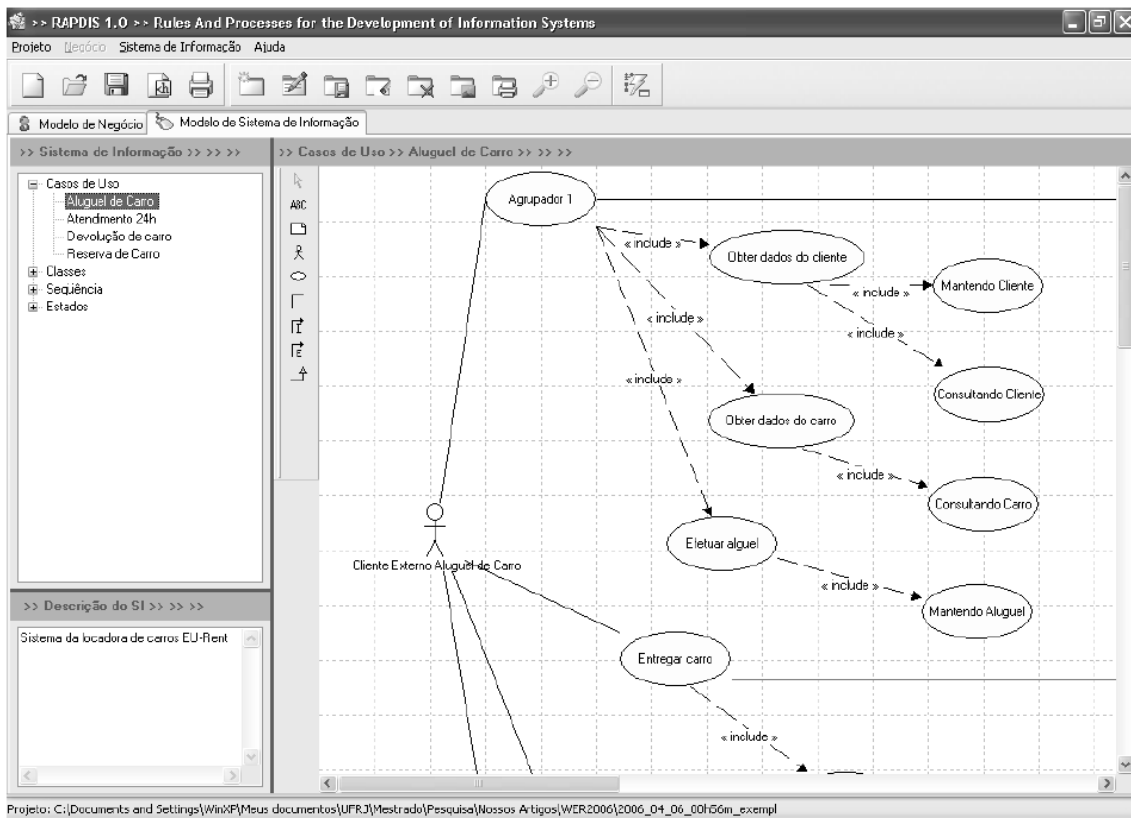 >> RAPDIS 1.0 >> Rules And Processes for the Development of Information Systems
Projeto Negócio Sistema de Informação Ajuda
Modelo de Negócio Modelo de Sistema de Informação
>> Sistema de Informação >> >> >>
>> Casos de Uso >> Aluguel de Carro >> >> >>
Casos de Uso
Aluguel de Carro
Atendimento 24h
Devolução de carro
Reserva de Carro
Classes
Seqüência
Estados
ABC
I
E
Agrupador 1
« include »
Obter dados do cliente
« include »
Mantendo Cliente
« include »
« include »
« include »
Consultando Cliente
Obter dados do carro
« include »
Consultando Carro
Efetuar alguel
« include »
Mantendo Aluguel
Cliente Externo Aluguel de Carro
Entregar carro
« include »
>> Descrição do SI >> >> >>
Sistema da locadora de carros EU-Rent
Projeto: C:\Documents and Settings\WinXP\Meus documentos\UFRJ\Mestrado\Pesquisa\Nossos Artigos\WER2006\2006_04_06_00h56m_exempl